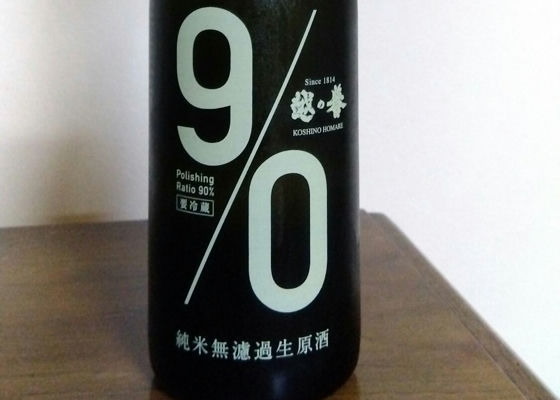 9/0
Since 1814
越の誉
KOSHINO HOMARE
Polishing
Ratio 90%
要冷蔵
純米無濾過生原酒